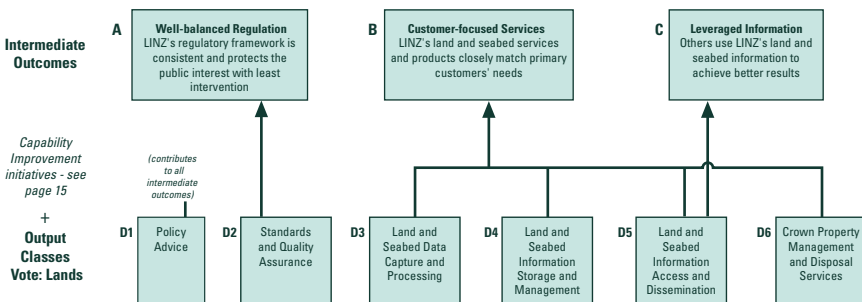 Intermediate
Outcomes
A
Well-balanced Regulation
LINZ's regulatory framework is
consistent and protects the
public interest with least
intervention
B
Customer-focused Services
LINZ's land and seabed services
and products closely match primary
customers' needs
C
Leveraged Information
Others use LINZ's land and
seabed information to
achieve better results
Capability
Improvement
initiatives - see
page 15
+
Output
Classes
Vote: Lands
(contributes
to all
intermediate
outcomes)
D1
Policy
Advice
D2
Standards
and Quality
Assurance
D3
Land and
Seabed Data
Capture and
Processing
D4
Land and
Seabed
Information
Storage and
Management
D5
Land and
Seabed
Information
Access and
Dissemination
D6
Crown Property
Management
and Disposal
Services